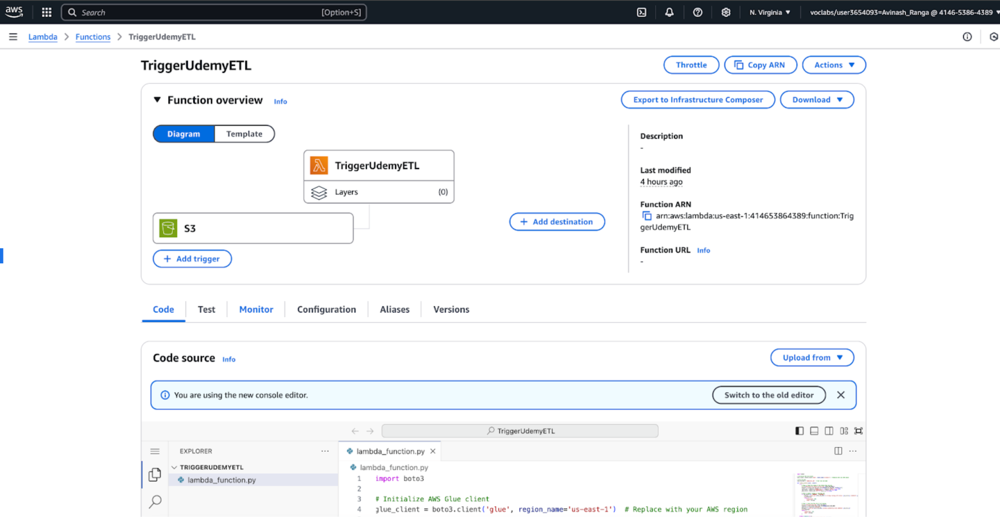 aws
Search [Option+S]
N. Virginia
voclabs/user3654093=Avinash_Ranga @ 4146-5386-4389
Lambda
Functions
TriggerUdemyETL
TriggerUdemyETL
Throttle
Copy ARN
Actions
Function overview Info
Export to Infrastructure Composer
Download
Diagram
Template
TriggerUdemyETL
Layers (0)
S3
+ Add trigger
+ Add destination
Description
-
Last modified
4 hours ago
Function ARN
arn:aws:lambda:us-east-1:414653864389:function:Trig
gerUdemyETL
Function URL Info
-
Code
Test
Monitor
Configuration
Aliases
Versions
Code source Info
Upload from
You are using the new console editor.
Switch to the old editor
TriggerUdemyETL
EXPLORER
TRIGGERUDEMYETL
lambda_function.py
lambda_function.py
lambda_function.py
1 import boto3
2
3 # Initialize AWS Glue client
4 glue_client = boto3.client('glue', region_name='us-east-1') # Replace with your AWS region